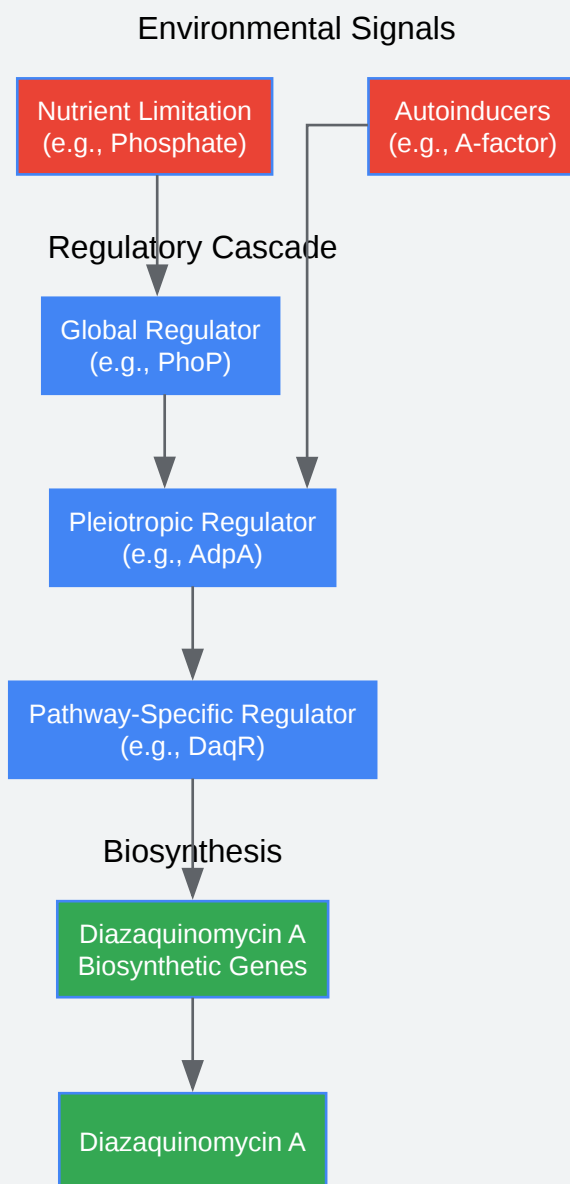 Environmental Signals
Nutrient Limitation
(e.g., Phosphate)
Autoinducers
(e.g., A-factor)
Regulatory Cascade
Global Regulator
(e.g., PhoP)
Pleiotropic Regulator
(e.g., AdpA)
Pathway-Specific Regulator
(e.g., DaqR)
Biosynthesis
Diazaquinomycin A
Biosynthetic Genes
Diazaquinomycin A